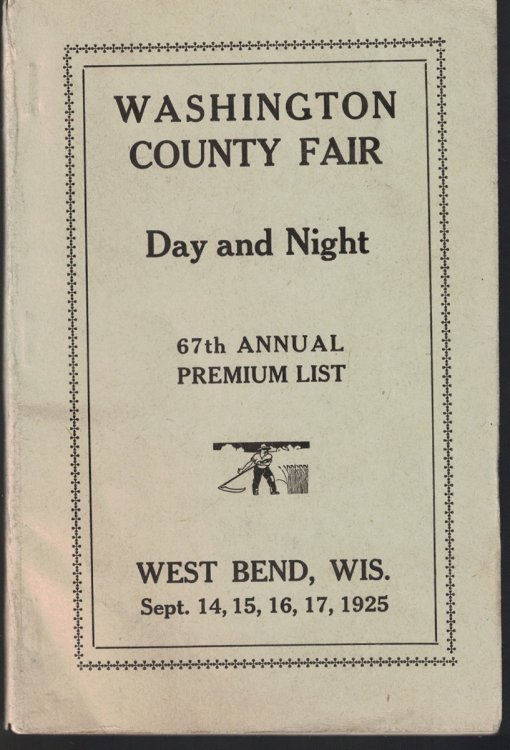 WASHINGTON
COUNTY FAIR
Day and Night
67th ANNUAL
PREMIUM LIST
WEST BEND, WIS.
Sept. 14, 15, 16, 17, 1925